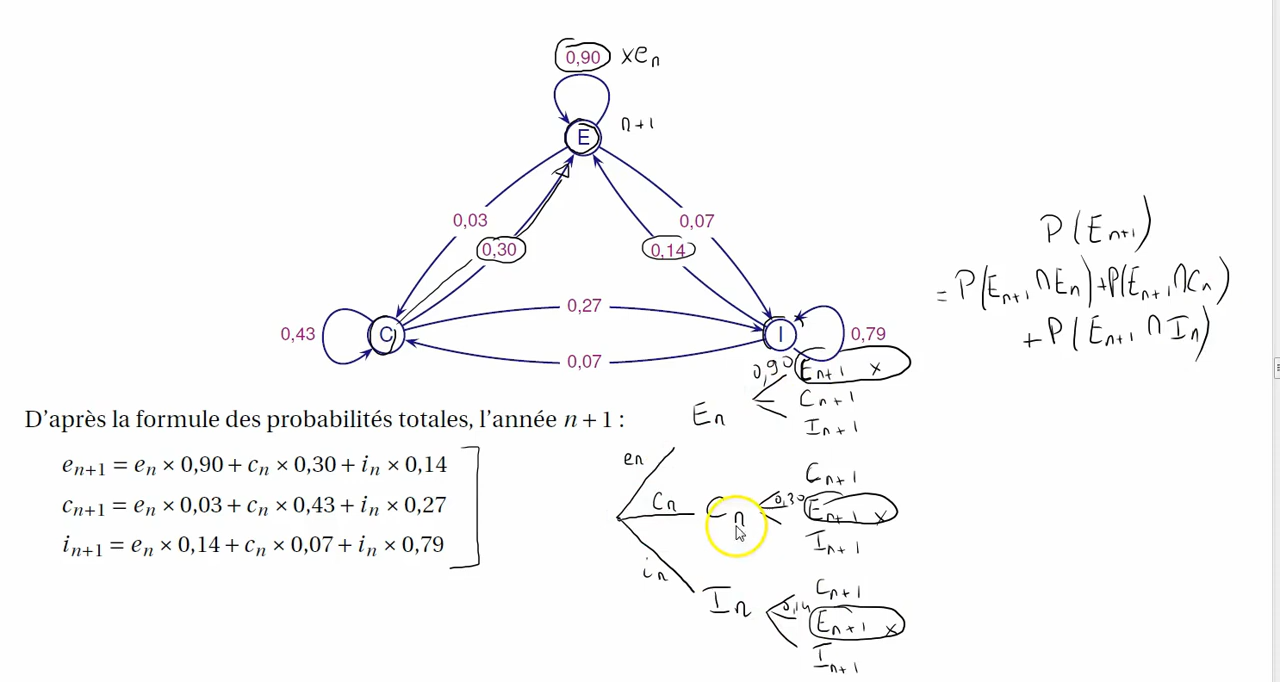 0,90 xen
E n+1
0,03 0,07
0,30 0,14
P(En+1)
= P(En+1 ∩ En) + P(En+1 ∩ Cn)
+ P(En+1 ∩ In)
0,27
0,43 C I 0,79
0,07
D'après la formule des probabilités totales, l'année n + 1 :
en+1 = en × 0,90 + cn × 0,30 + in × 0,14
cn+1 = en × 0,03 + cn × 0,43 + in × 0,27
in+1 = en × 0,14 + cn × 0,07 + in × 0,79
0,90 En+1 x
En Cn+1
In+1
en
Cn+1
Cn Cn 0,30 En+1 x
In+1
in
Cn+1
In 0,14 En+1 x
In+1